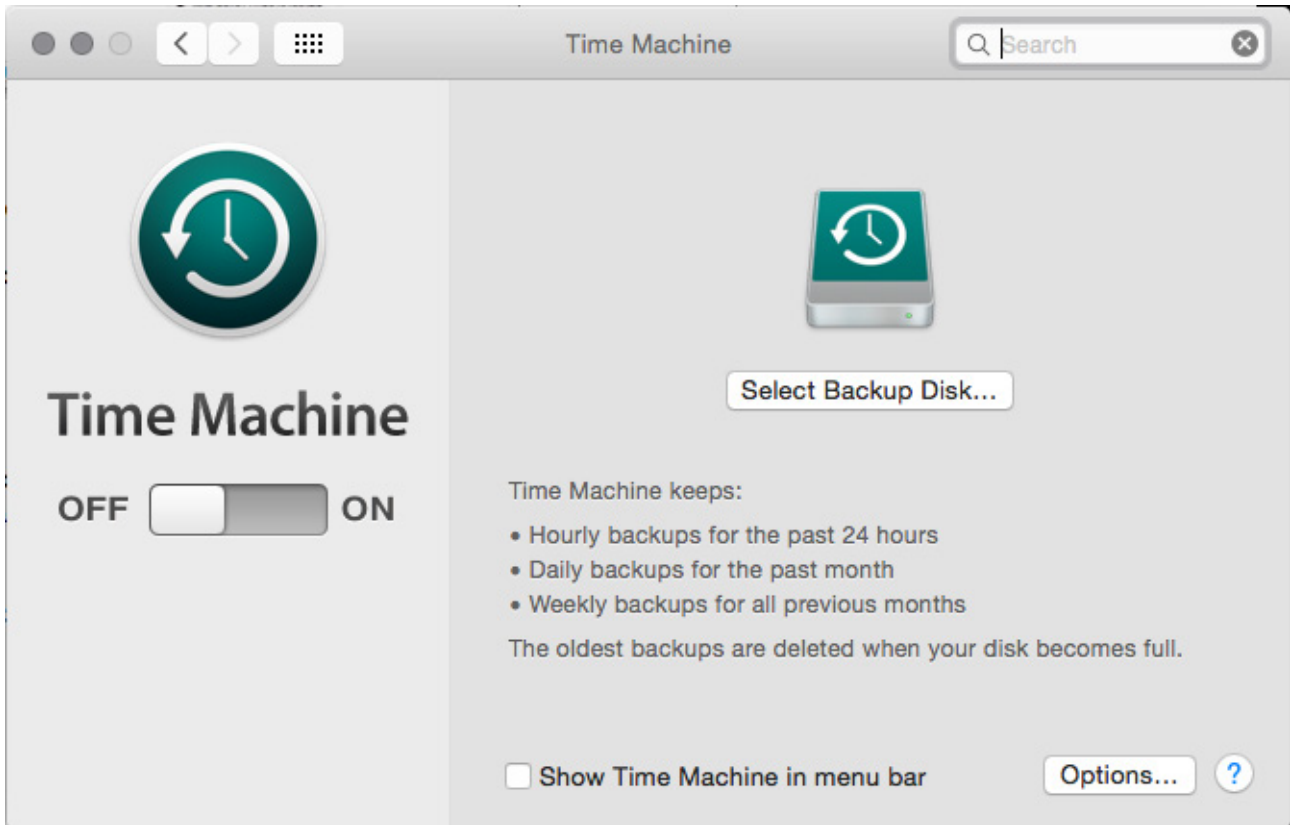 Time Machine
Search
Time Machine
OFF ON
Select Backup Disk...
Time Machine keeps:
• Hourly backups for the past 24 hours
• Daily backups for the past month
• Weekly backups for all previous months
The oldest backups are deleted when your disk becomes full.
Show Time Machine in menu bar
Options... ?